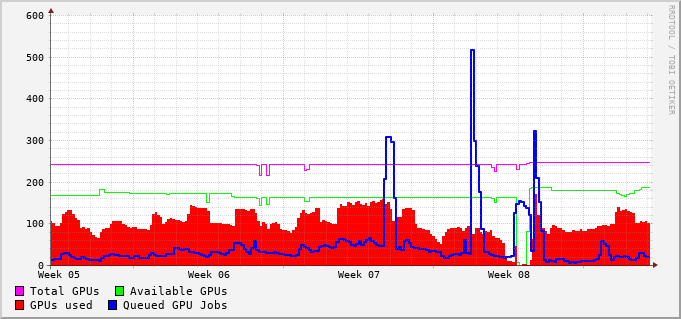 600
500
400
300
200
100
0
Week 05 Week 06 Week 07 Week 08
Total GPUs Available GPUs
GPUs used Queued GPU Jobs
RRDTOOL / TOBI OETIKER